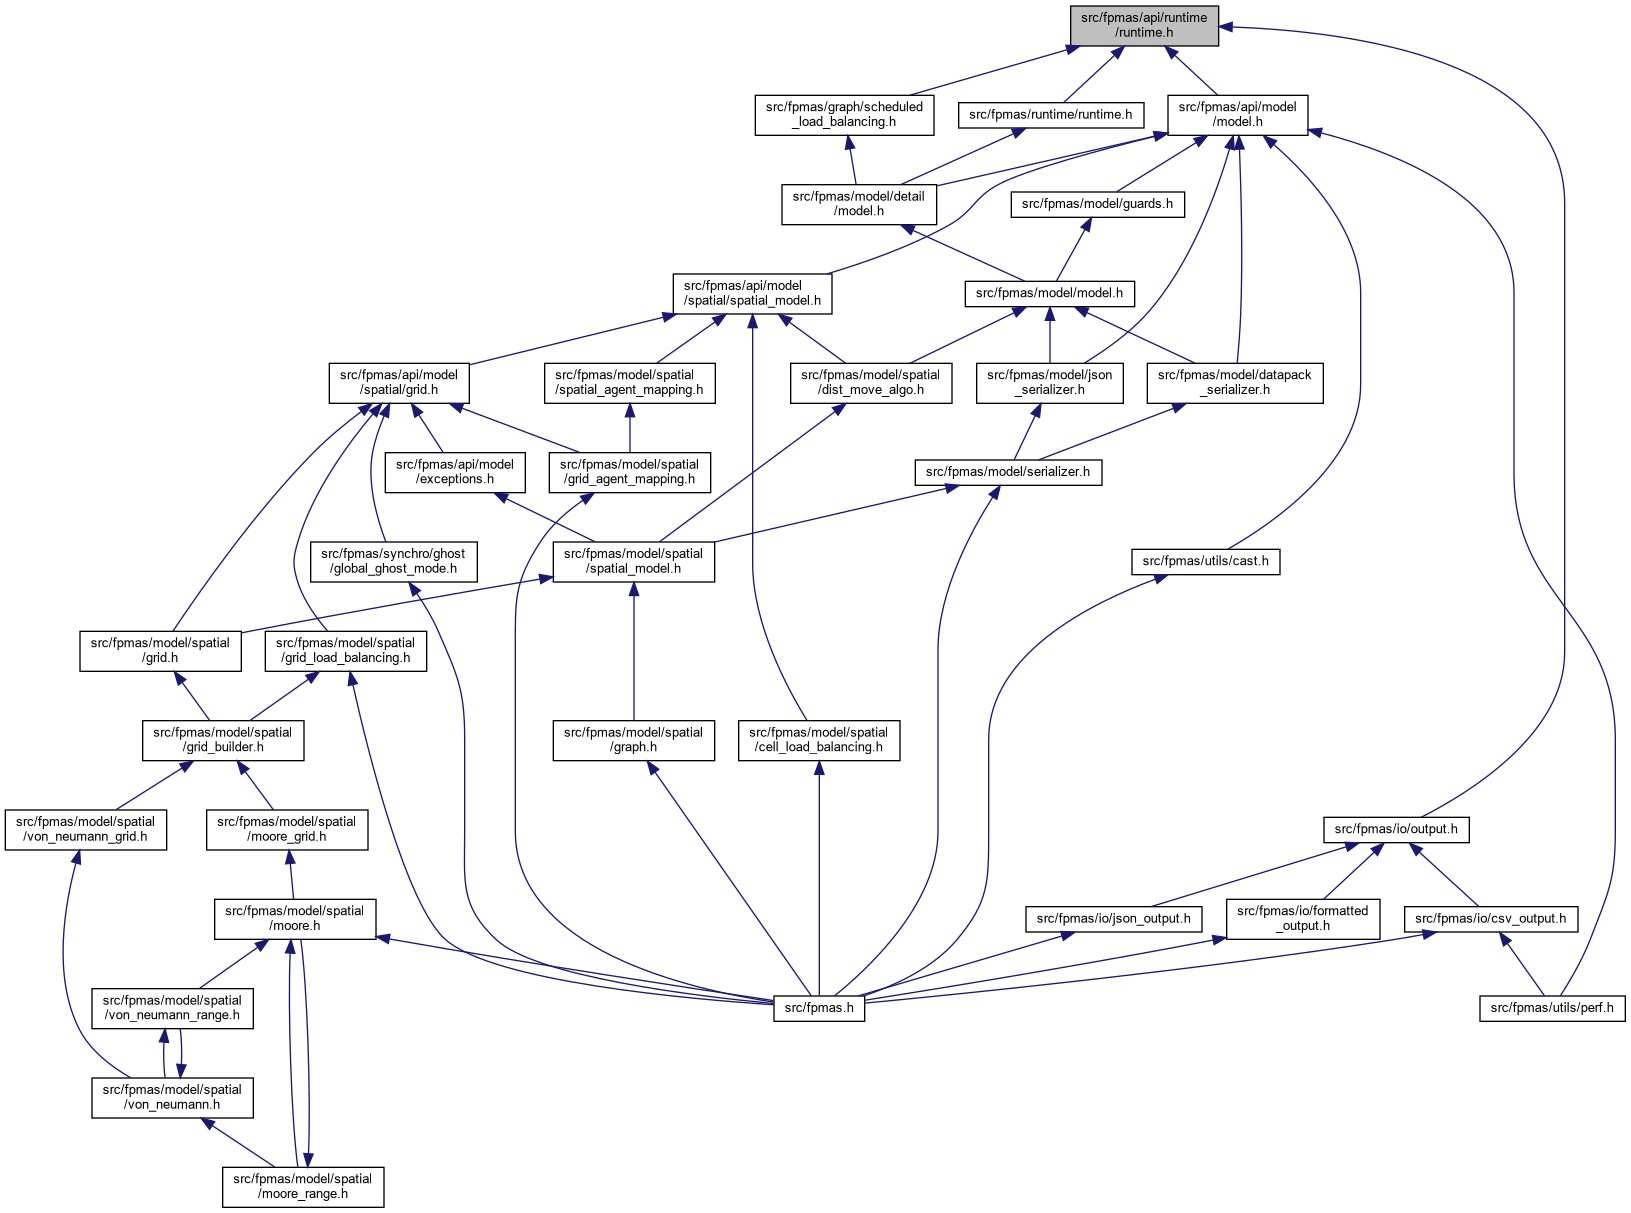 src/fpmas/api/runtime
/runtime.h
src/fpmas/graph/scheduled
_load_balancing.h
src/fpmas/runtime/runtime.h
src/fpmas/api/model
/model.h
src/fpmas/model/detail
/model.h
src/fpmas/model/guards.h
src/fpmas/api/model
/spatial/spatial_model.h
src/fpmas/model/model.h
src/fpmas/api/model
/spatial/grid.h
src/fpmas/model/spatial
/spatial_agent_mapping.h
src/fpmas/model/spatial
/dist_move_algo.h
src/fpmas/model/json
_serializer.h
src/fpmas/model/datapack
_serializer.h
src/fpmas/api/model
/exceptions.h
src/fpmas/model/spatial
/grid_agent_mapping.h
src/fpmas/model/serializer.h
src/fpmas/synchro/ghost
/global_ghost_mode.h
src/fpmas/model/spatial
/spatial_model.h
src/fpmas/utils/cast.h
src/fpmas/model/spatial
/grid.h
src/fpmas/model/spatial
/grid_load_balancing.h
src/fpmas/model/spatial
/grid_builder.h
src/fpmas/model/spatial
/graph.h
src/fpmas/model/spatial
/cell_load_balancing.h
src/fpmas/model/spatial
/von_neumann_grid.h
src/fpmas/model/spatial
/moore_grid.h
src/fpmas/io/output.h
src/fpmas/model/spatial
/moore.h
src/fpmas/io/json_output.h
src/fpmas/io/formatted
_output.h
src/fpmas/io/csv_output.h
src/fpmas/model/spatial
/von_neumann_range.h
src/fpmas.h
src/fpmas/utils/perf.h
src/fpmas/model/spatial
/von_neumann.h
src/fpmas/model/spatial
/moore_range.h